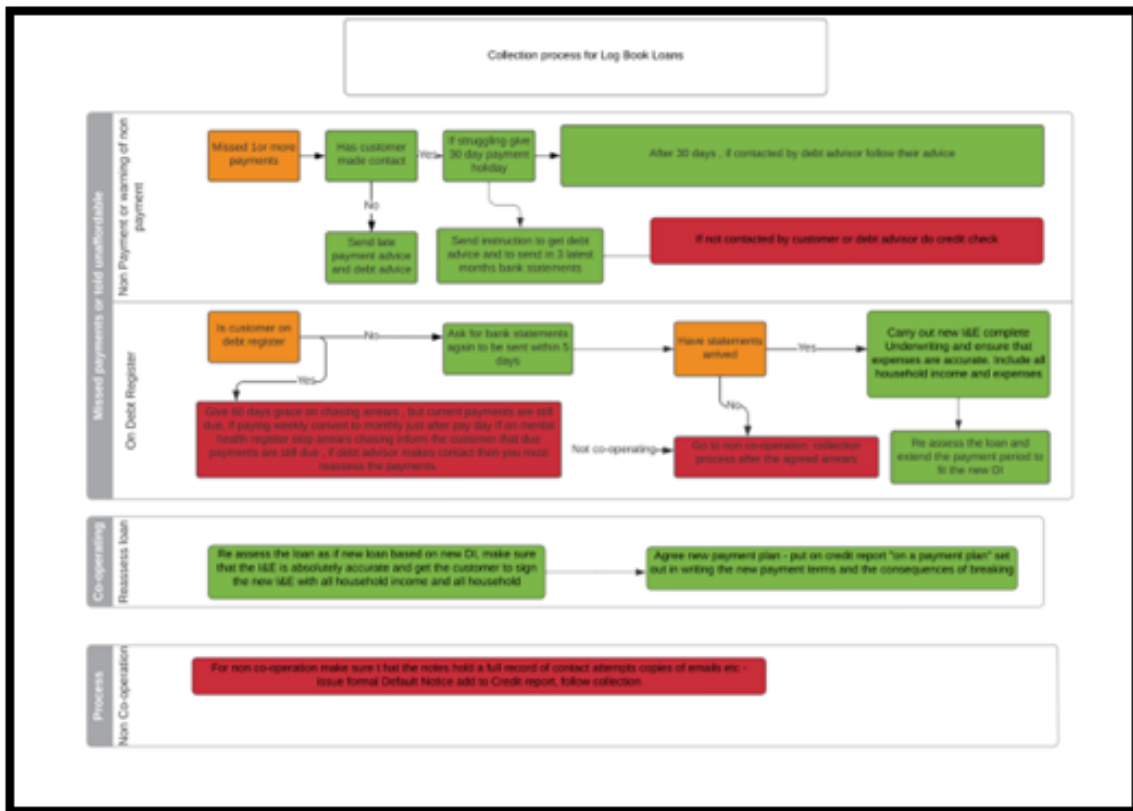 Collection process for Log Book Loans
Missed payments or told unaffordable
Non Payment or warning of non
payment
Missed 1or more
payments
Has customer
made contact
Yes
If struggling give
30 day payment
holiday
After 30 days , if contacted by debt advisor follow their advice
No
Send late
payment advice
and debt advice
Send instruction to get debt
advice and to send in 3 latest
months bank statements
If not contacted by customer or debt advisor do credit check
On Debt Register
Is customer on
debt register
No
Ask for bank statements
again to be sent within 5
days
Have statements
arrived
Yes
Carry out new I&E complete
Underwriting and ensure that
expenses are accurate. Include all
household income and expenses
Yes
Give 60 days grace on chasing arrears , but current payments are still
due, if paying weekly convert to monthly just after pay day If on mental
health register stop arrears chasing inform the customer that due
payments are still due , if debt advisor makes contact then you must
reassess the payments.
No
Not co-operating
Go to non co-operation collection
process after the agreed arrears
Re assess the loan and
extend the payment period to
fit the new DI
Co-operating
Reassess loan
Re assess the loan as if new loan based on new DI, make sure
that the I&E is absolutely accurate and get the customer to sign
the new I&E with all household income and all household
Agree new payment plan - put on credit report "on a payment plan" set
out in writing the new payment terms and the consequences of breaking
Process
Non Co-operation
For non co-operation make sure t hat the notes hold a full record of contact attempts copies of emails etc -
issue formal Default Notice add to Credit report, follow collection